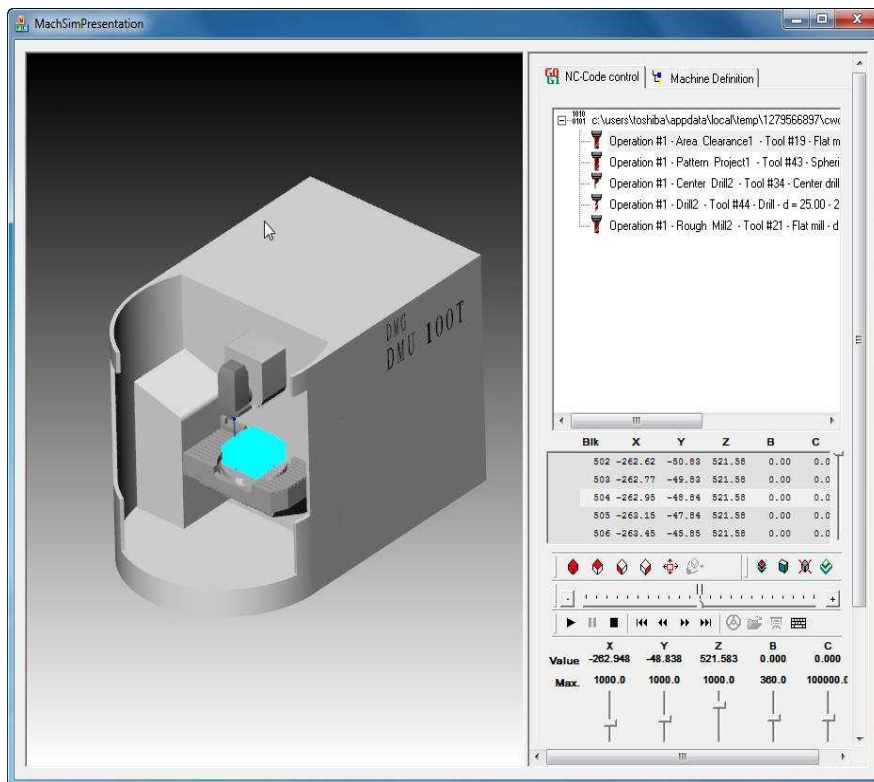 MachSimPresentation
DMG
DMU 100T
NC-Code control
Machine Definition
c:\users\toshiba\appdata\local\temp\1279566897\cwc
Operation #1 - Area Clearance1 - Tool #19 - Flat m
Operation #1 - Pattern Project1 - Tool #43 - Spheri
Operation #1 - Center Drill2 - Tool #34 - Center drill
Operation #1 - Drill2 - Tool #44 - Drill - d = 25.00 - 2
Operation #1 - Rough Mill2 - Tool #21 - Flat mill - d
Blk X Y Z B C
502 -262.62 -50.83 521.58 0.00 0.0
503 -262.77 -49.83 521.58 0.00 0.0
504 -262.95 -48.84 521.58 0.00 0.0
505 -263.15 -47.84 521.58 0.00 0.0
506 -263.45 -45.85 521.58 0.00 0.0
- +
X Y Z B C
Value -262.948 -48.838 521.583 0.000 0.000
Max. 1000.0 1000.0 1000.0 360.0 100000.0